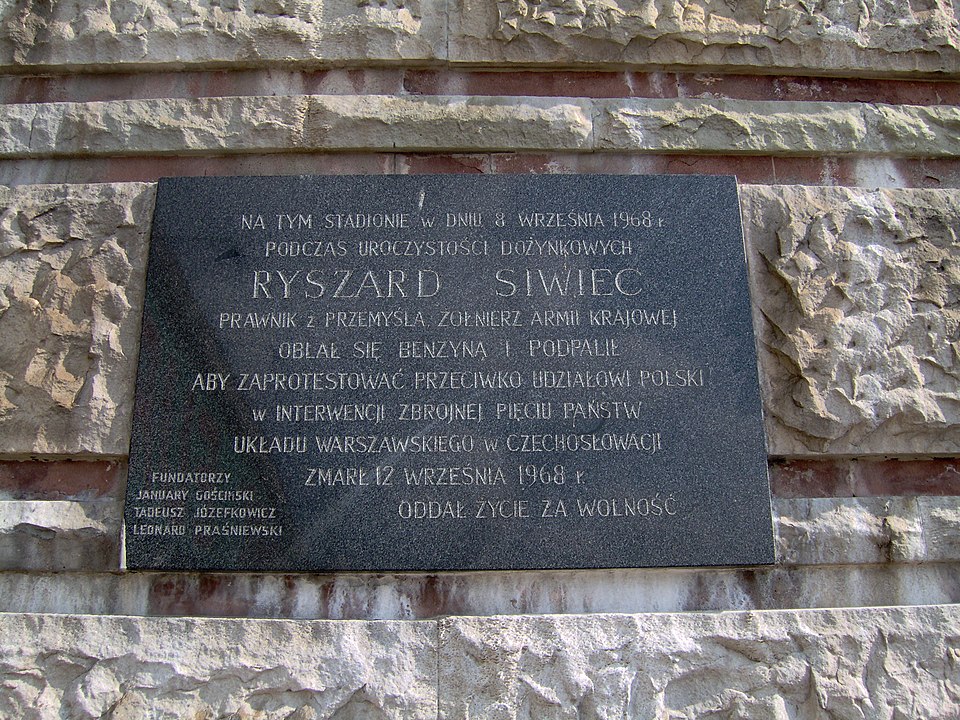 NA TYM STADIONIE w DNIU 8 WRZEŚNIA 1968 r
PODCZAS UROCZYSTOŚCI DOŻYNKOWYCH
RYSZARD SIWIEC
PRAWNIK z PRZEMYŚLA, ŻOŁNIERZ ARMII KRAJOWEJ
OBLAŁ SIĘ BENZYNĄ I PODPALIŁ
ABY ZAPROTESTOWAĆ PRZECIWKO UDZIAŁOWI POLSKI
w INTERWENCJI ZBROJNEJ PIĘCIU PAŃSTW
UKŁADU WARSZAWSKIEGO w CZECHOSŁOWACJI
ZMARŁ 12 WRZEŚNIA 1968 r.
ODDAŁ ŻYCIE ZA WOLNOŚĆ
FUNDATORZY
JANUARY GOŚCIŃSKI
TADEUSZ JÓZEFKOWICZ
LEONARD PRAŚNIEWSKI